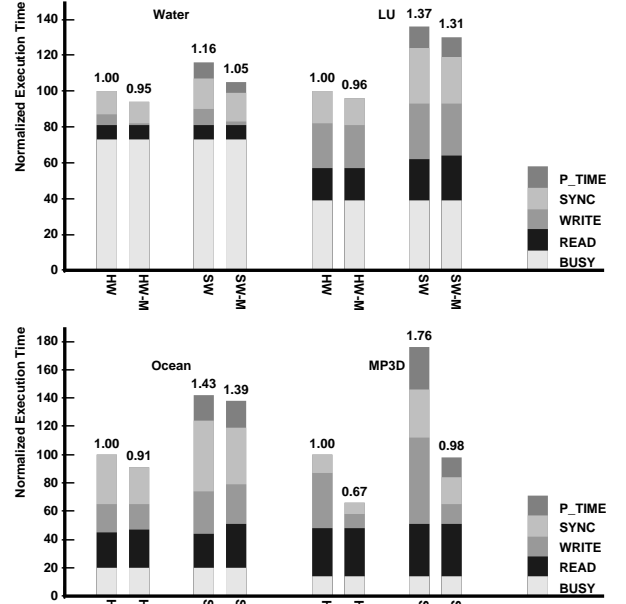 Normalized Execution Time
140
120
100
80
60
40
20
0
Water
LU
1.00
0.95
1.16
1.05
1.00
0.96
1.37
1.31
HW
HW-M
SW
SW-M
HW
HW-M
SW
SW-M
P_TIME
SYNC
WRITE
READ
BUSY
Normalized Execution Time
180
160
140
120
100
80
60
40
20
0
Ocean
MP3D
1.00
0.91
1.43
1.39
1.00
0.67
1.76
0.98
P_TIME
SYNC
WRITE
READ
BUSY